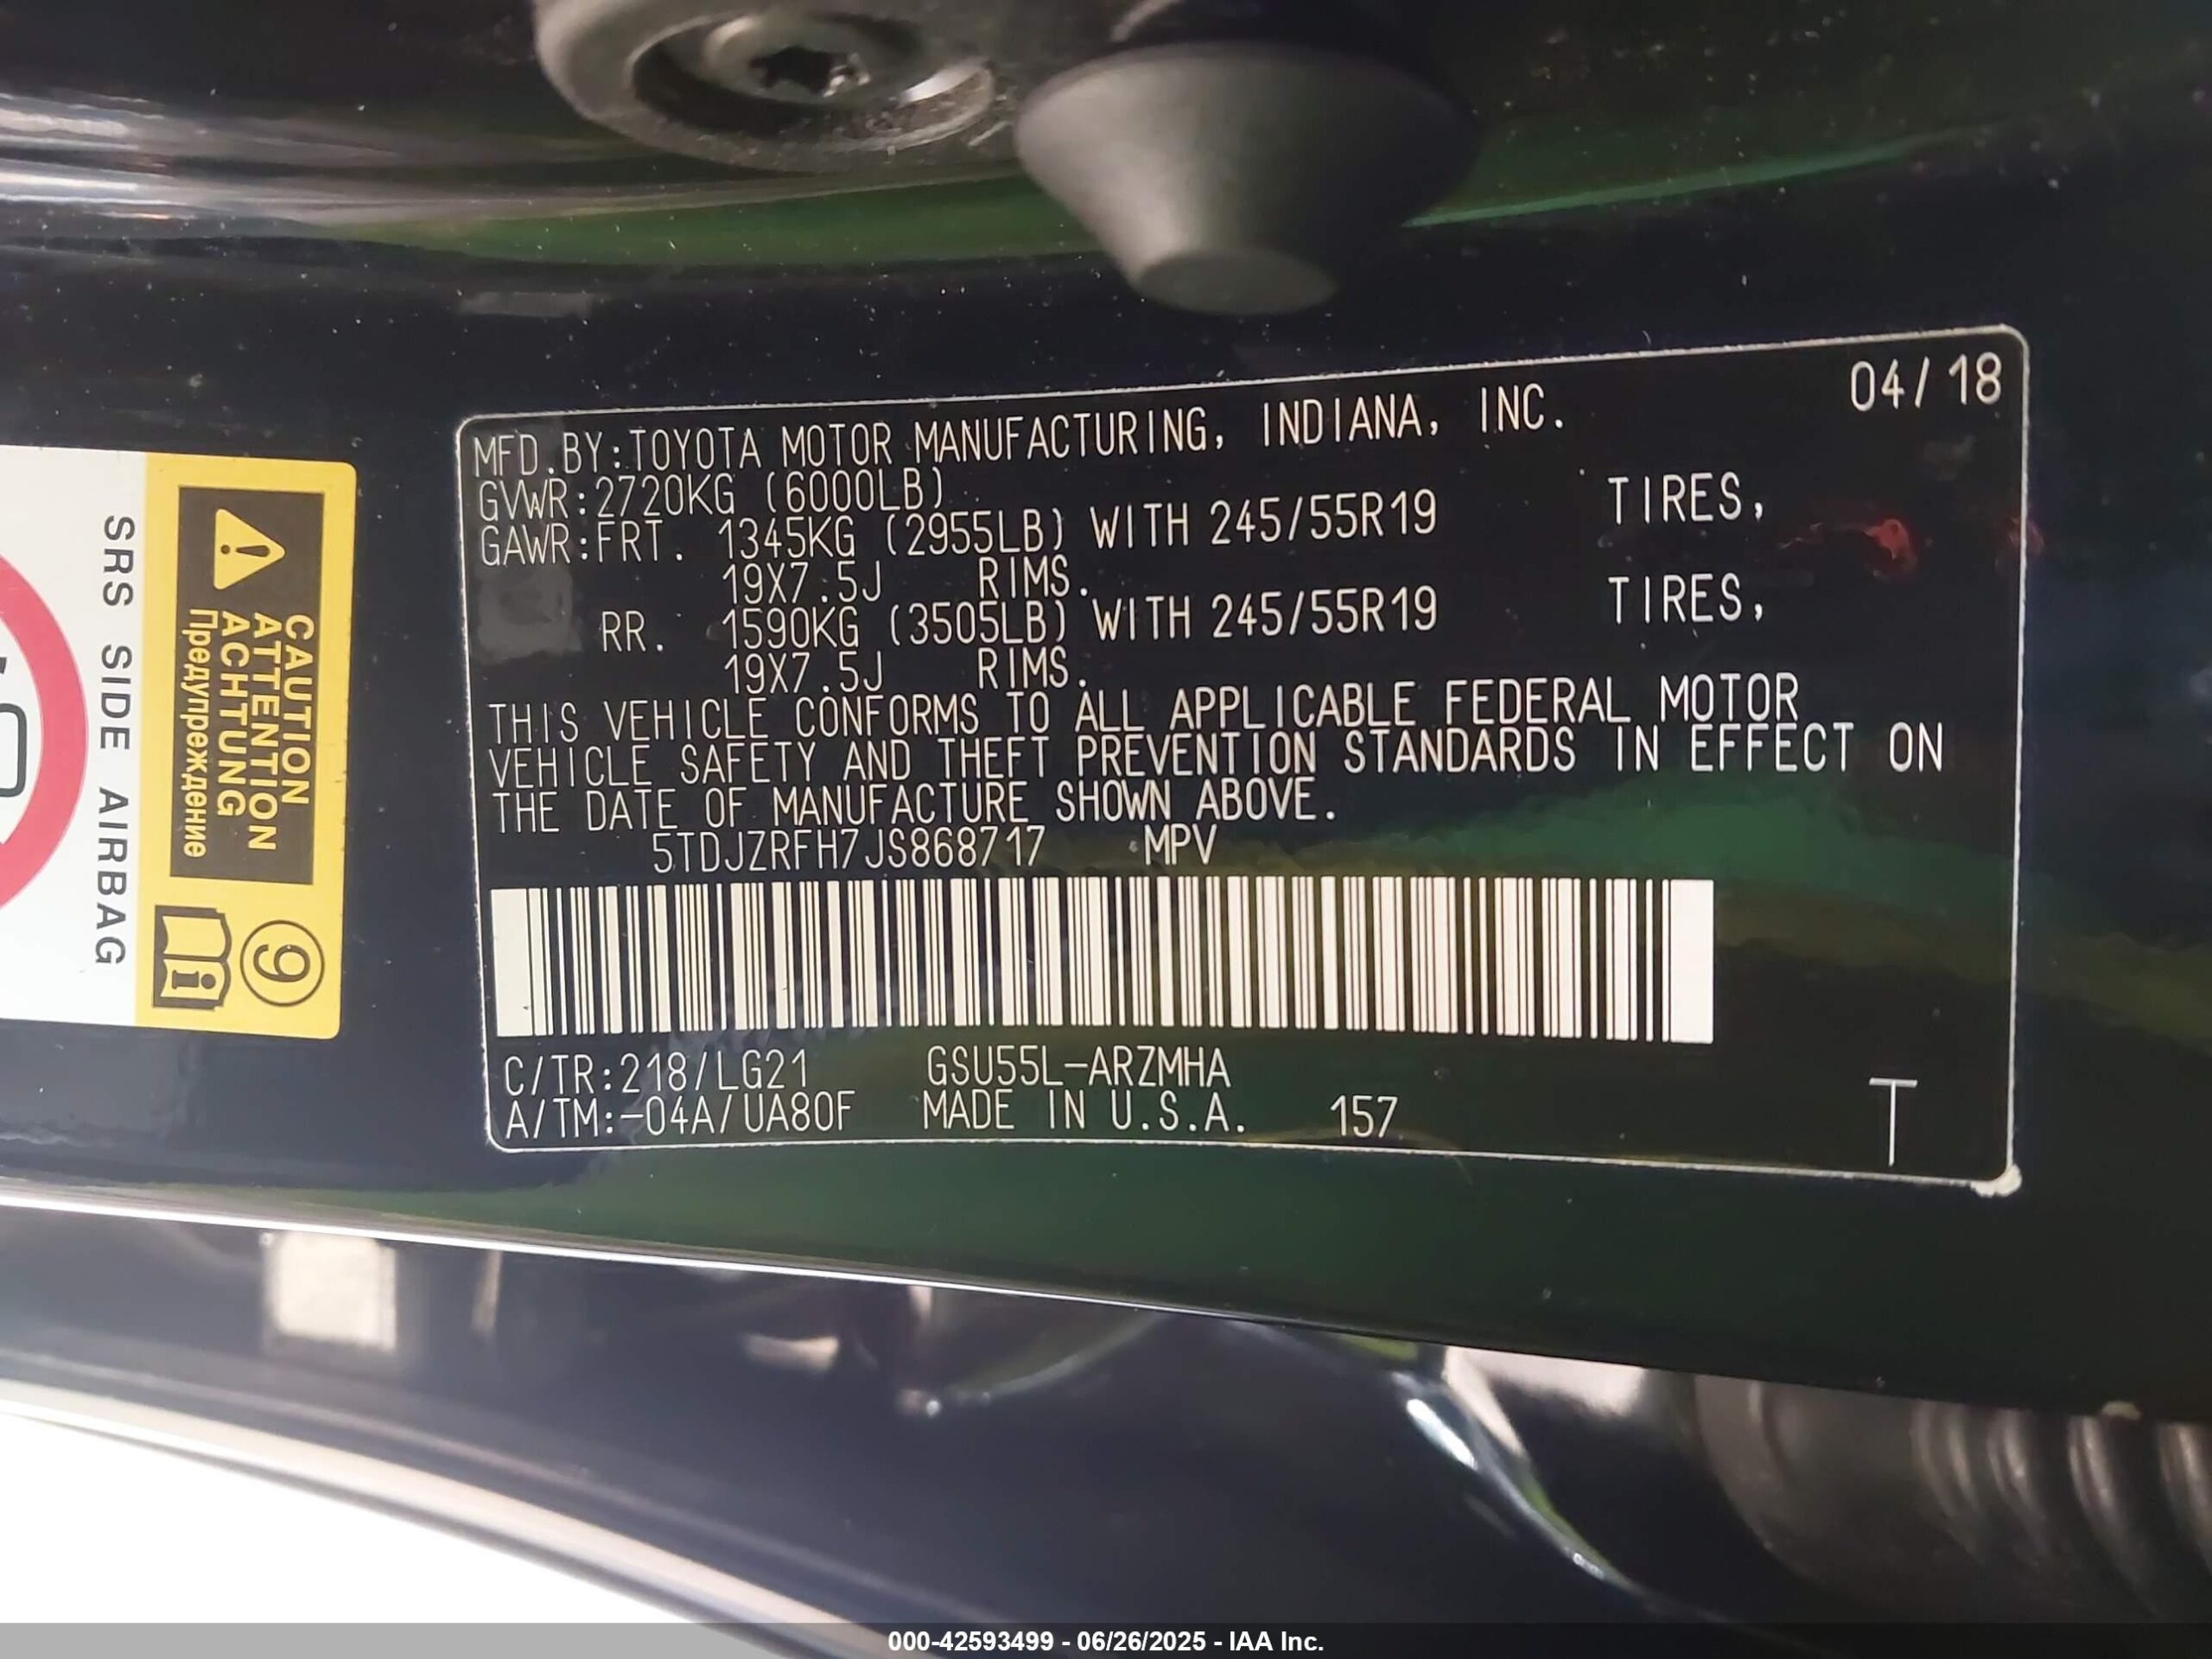 04/18
MFD.BY:TOYOTA MOTOR MANUFACTURING, INDIANA, INC.
GVWR:2720KG (6000LB)
GAWR:FRT. 1345KG (2955LB) WITH 245/55R19 TIRES,
19X7.5J RIMS.
RR. 1590KG (3505LB) WITH 245/55R19 TIRES,
19X7.5J RIMS.
THIS VEHICLE CONFORMS TO ALL APPLICABLE FEDERAL MOTOR
VEHICLE SAFETY AND THEFT PREVENTION STANDARDS IN EFFECT ON
THE DATE OF MANUFACTURE SHOWN ABOVE.
5TDJZRFH7JS868717 MPV
C/TR:218/LG21 GSU55L-ARZMHA
A/TM:-04A/UA80F MADE IN U.S.A. 157
T
CAUTION
ATTENTION
ACHTUNG
Предупреждение
9
i
SRS SIDE AIRBAG
000-42593499 - 06/26/2025 - IAA Inc.